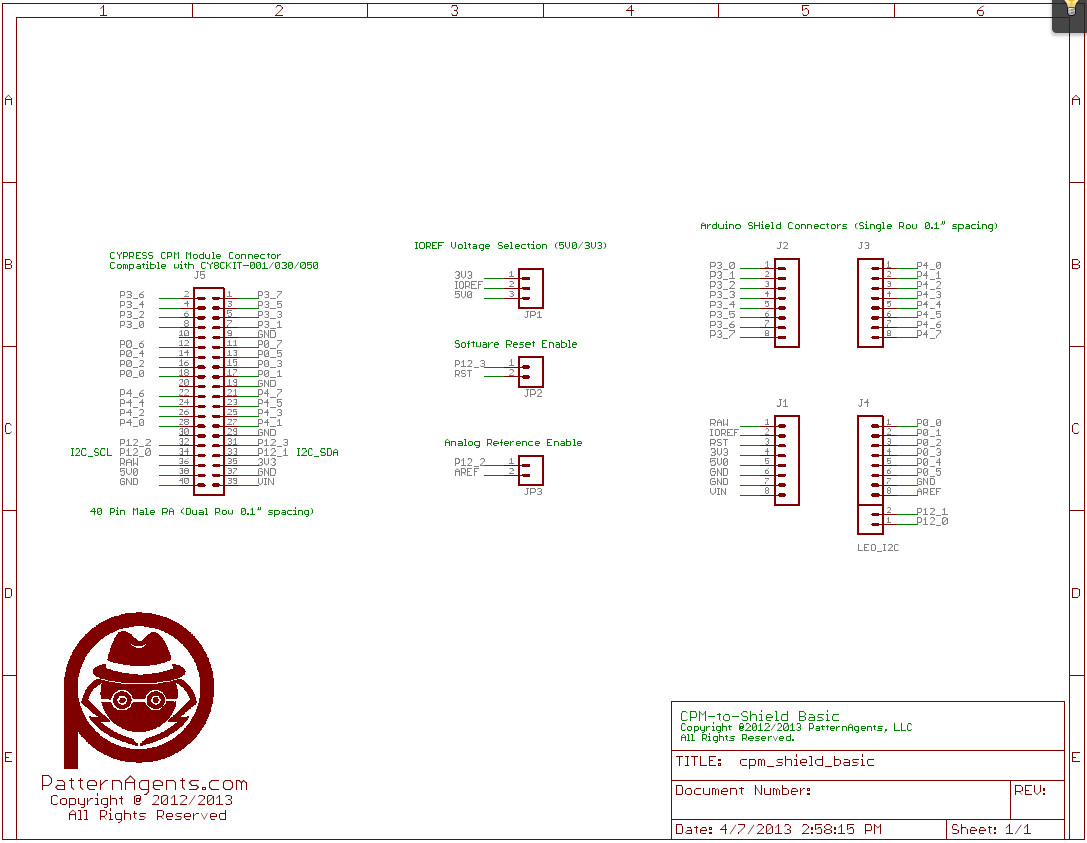 1 2 3 4 5 6
A A
B B
C C
D D
E E
CYPRESS CPM Module Connector
Compatible with CY8CKIT-001/030/050
J5
P3_6 2 1 P3_7
P3_4 4 3 P3_5
P3_2 6 5 P3_3
P3_0 8 7 P3_1
10 9 GND
P0_6 12 11 P0_7
P0_4 14 13 P0_5
P0_2 16 15 P0_3
P0_0 18 17 P0_1
20 19 GND
P4_6 22 21 P4_7
P4_4 24 23 P4_5
P4_2 26 25 P4_3
P4_0 28 27 P4_1
30 29 GND
P12_2 32 31 P12_3
I2C_SCL P12_0 34 33 P12_1 I2C_SDA
RAW 36 35 3V3
5V0 38 37 GND
GND 40 39 VIN
40 Pin Male RA (Dual Row 0.1" spacing)
IOREF Voltage Selection (5V0/3V3)
3V3 1
IOREF 2
5V0 3
JP1
Software Reset Enable
P12_3 1
RST 2
JP2
Analog Reference Enable
P12_2 1
AREF 2
JP3
Arduino SHield Connectors (Single Row 0.1" spacing)
J2
P3_0 1
P3_1 2
P3_2 3
P3_3 4
P3_4 5
P3_5 6
P3_6 7
P3_7 8
J3
1 P4_0
2 P4_1
3 P4_2
4 P4_3
5 P4_4
6 P4_5
7 P4_6
8 P4_7
J1
RAW 1
IOREF 2
RST 3
3V3 4
5V0 5
GND 6
GND 7
VIN 8
J4
1 P0_0
2 P0_1
3 P0_2
4 P0_3
5 P0_4
6 P0_5
7 GND
8 AREF
2 P12_1
1 P12_0
LEO_I2C
PatternAgents.com
Copyright @ 2012/2013
All Rights Reserved
CPM-to-Shield Basic
Copyright @2012/2013 PatternAgents, LLC
All Rights Reserved.
TITLE: cpm_shield_basic
Document Number:
REV:
Date: 4/7/2013 2:58:15 PM
Sheet: 1/1